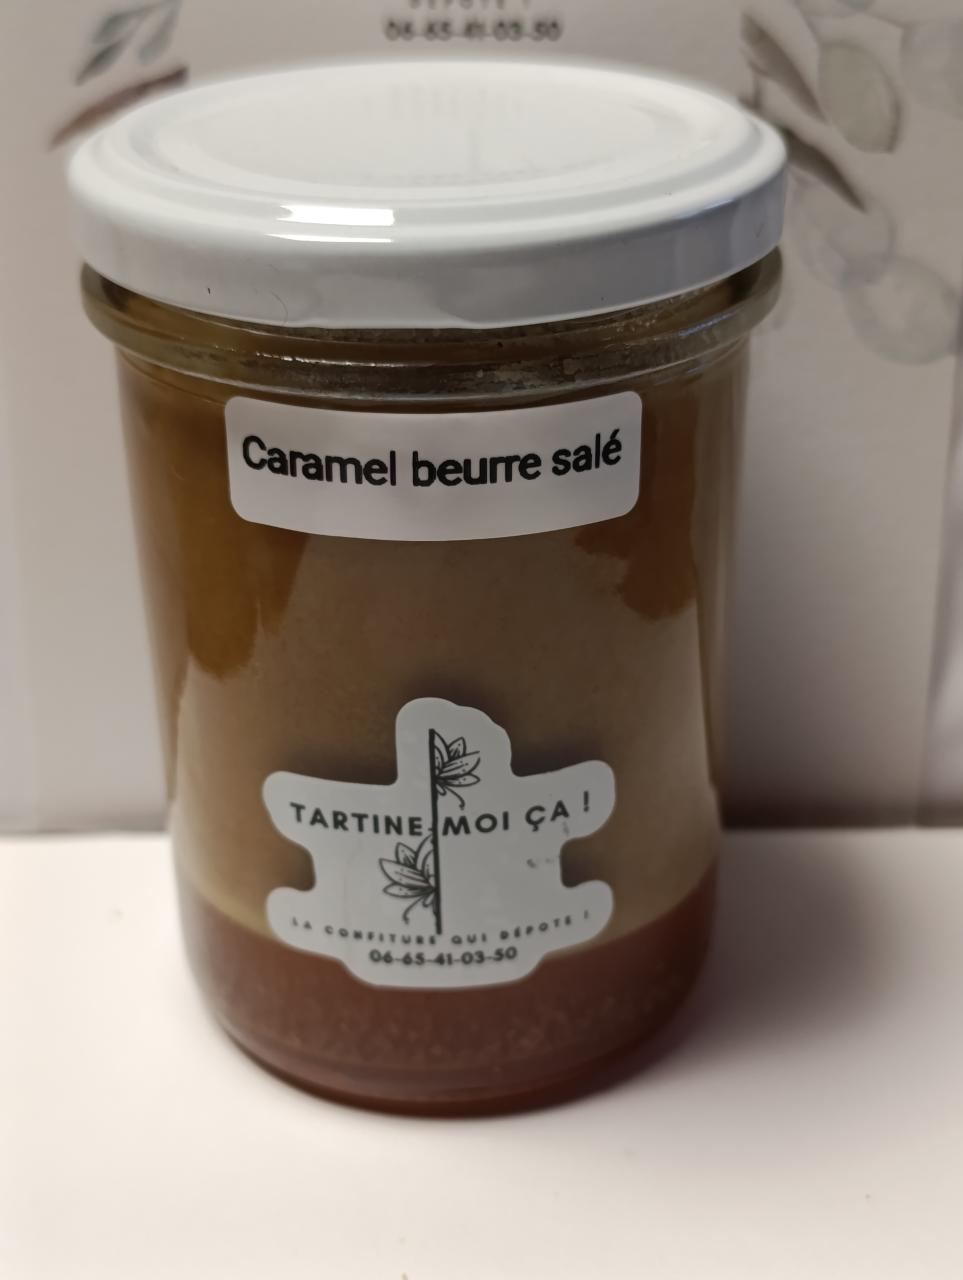 DÉPOTE !
06-65-41-03-50
Caramel beurre salé
TARTINE MOI ÇA !
LA CONFITURE QUI DÉPOTE !
06-65-41-03-50